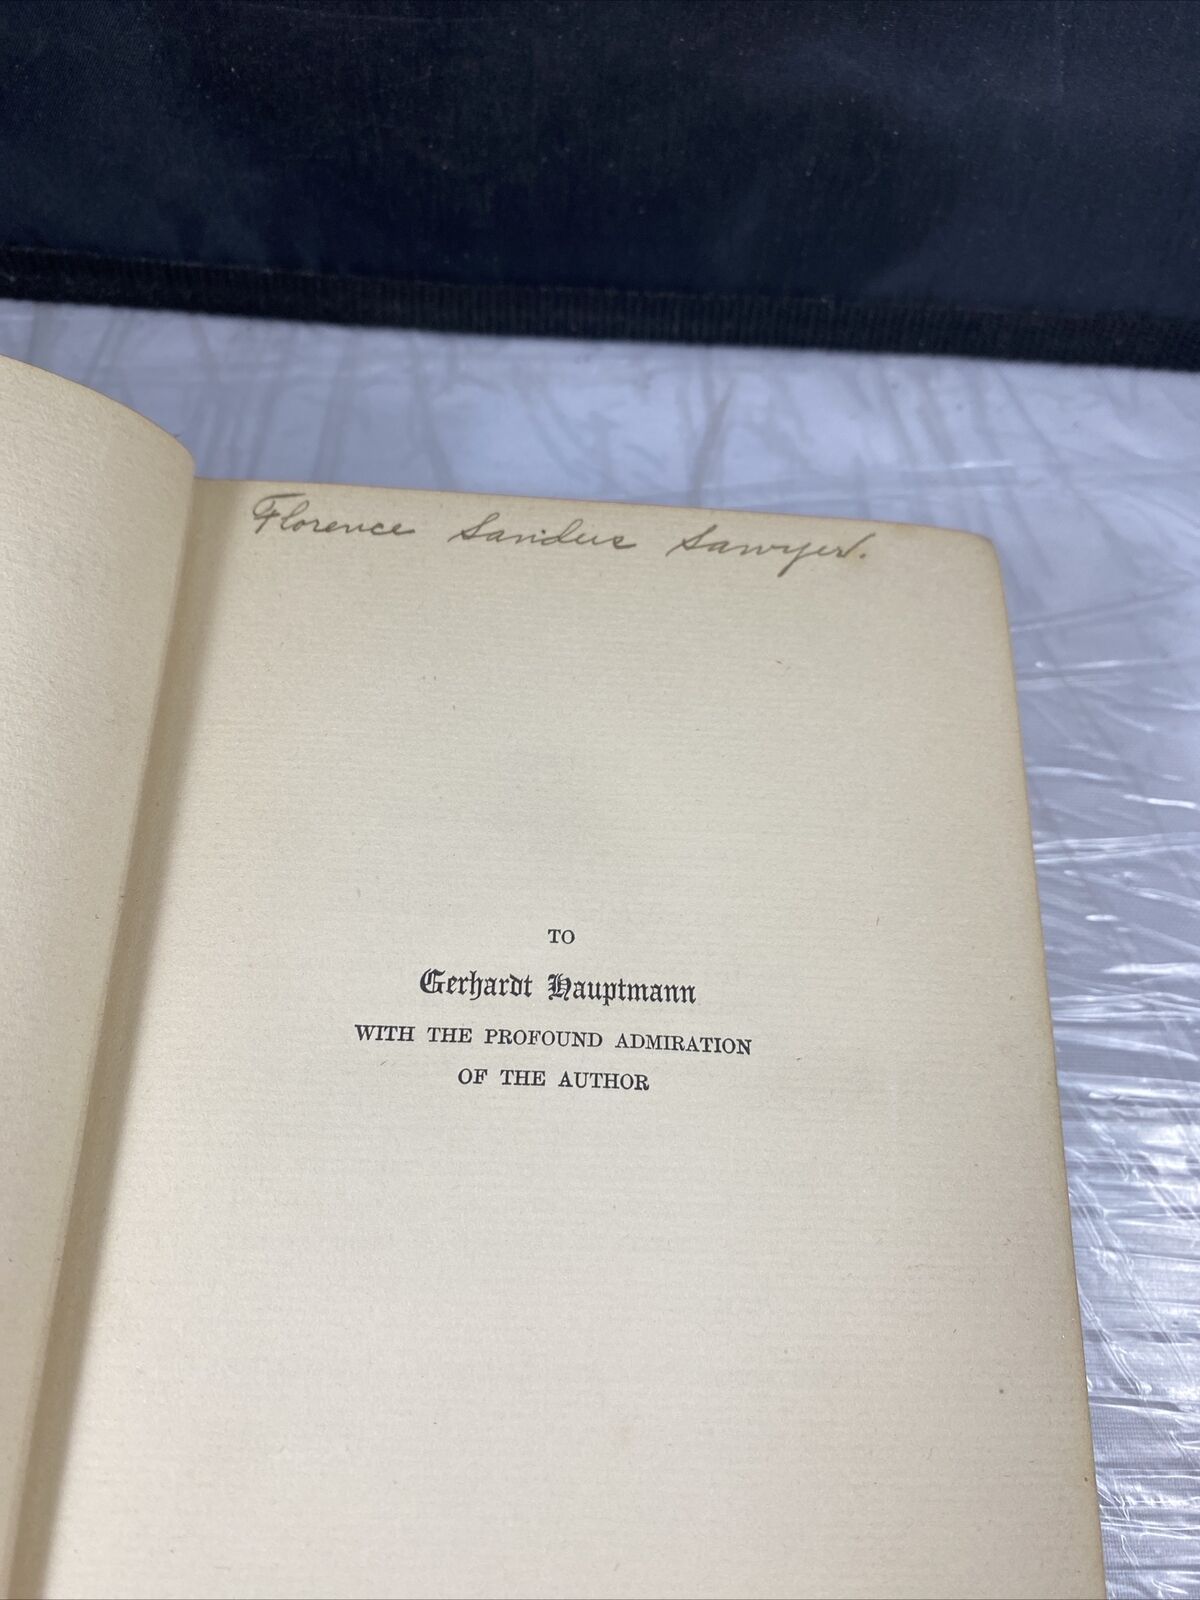 Florence Sanders Sawyer.
TO
Gerhardt Hauptmann
WITH THE PROFOUND ADMIRATION
OF THE AUTHOR